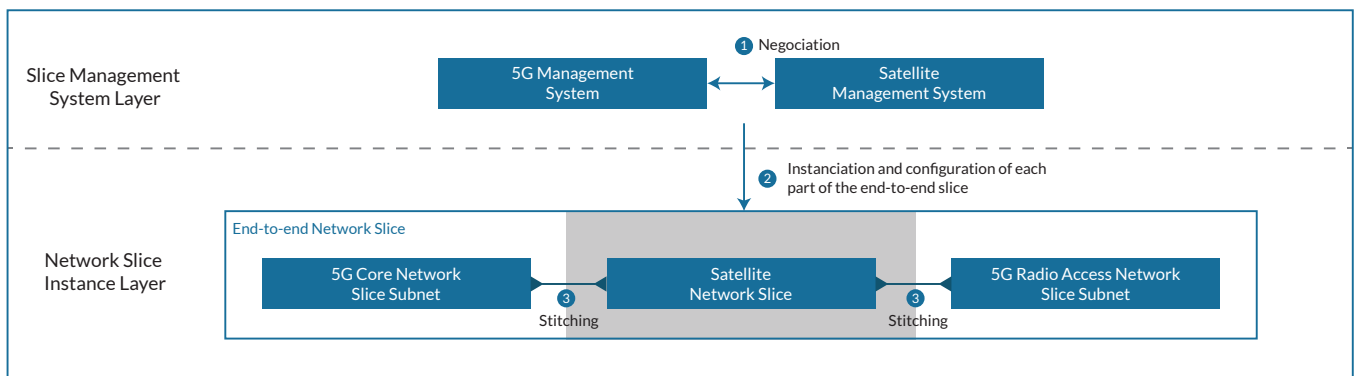 1 Negociation
Slice Management
System Layer
5G Management
System
Satellite
Management System
2 Instanciation and configuration of each
part of the end-to-end slice
End-to-end Network Slice
Network Slice
Instance Layer
5G Core Network
Slice Subnet
3
Stitching
Satellite
Network Slice
3
Stitching
5G Radio Access Network
Slice Subnet